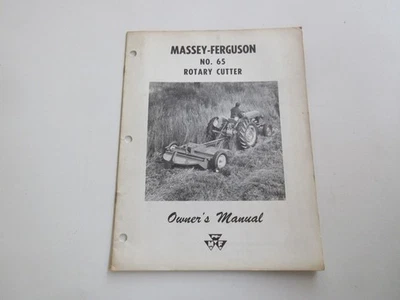 MASSEY-FERGUSON
NO. 65
ROTARY CUTTER
Owner's Manual